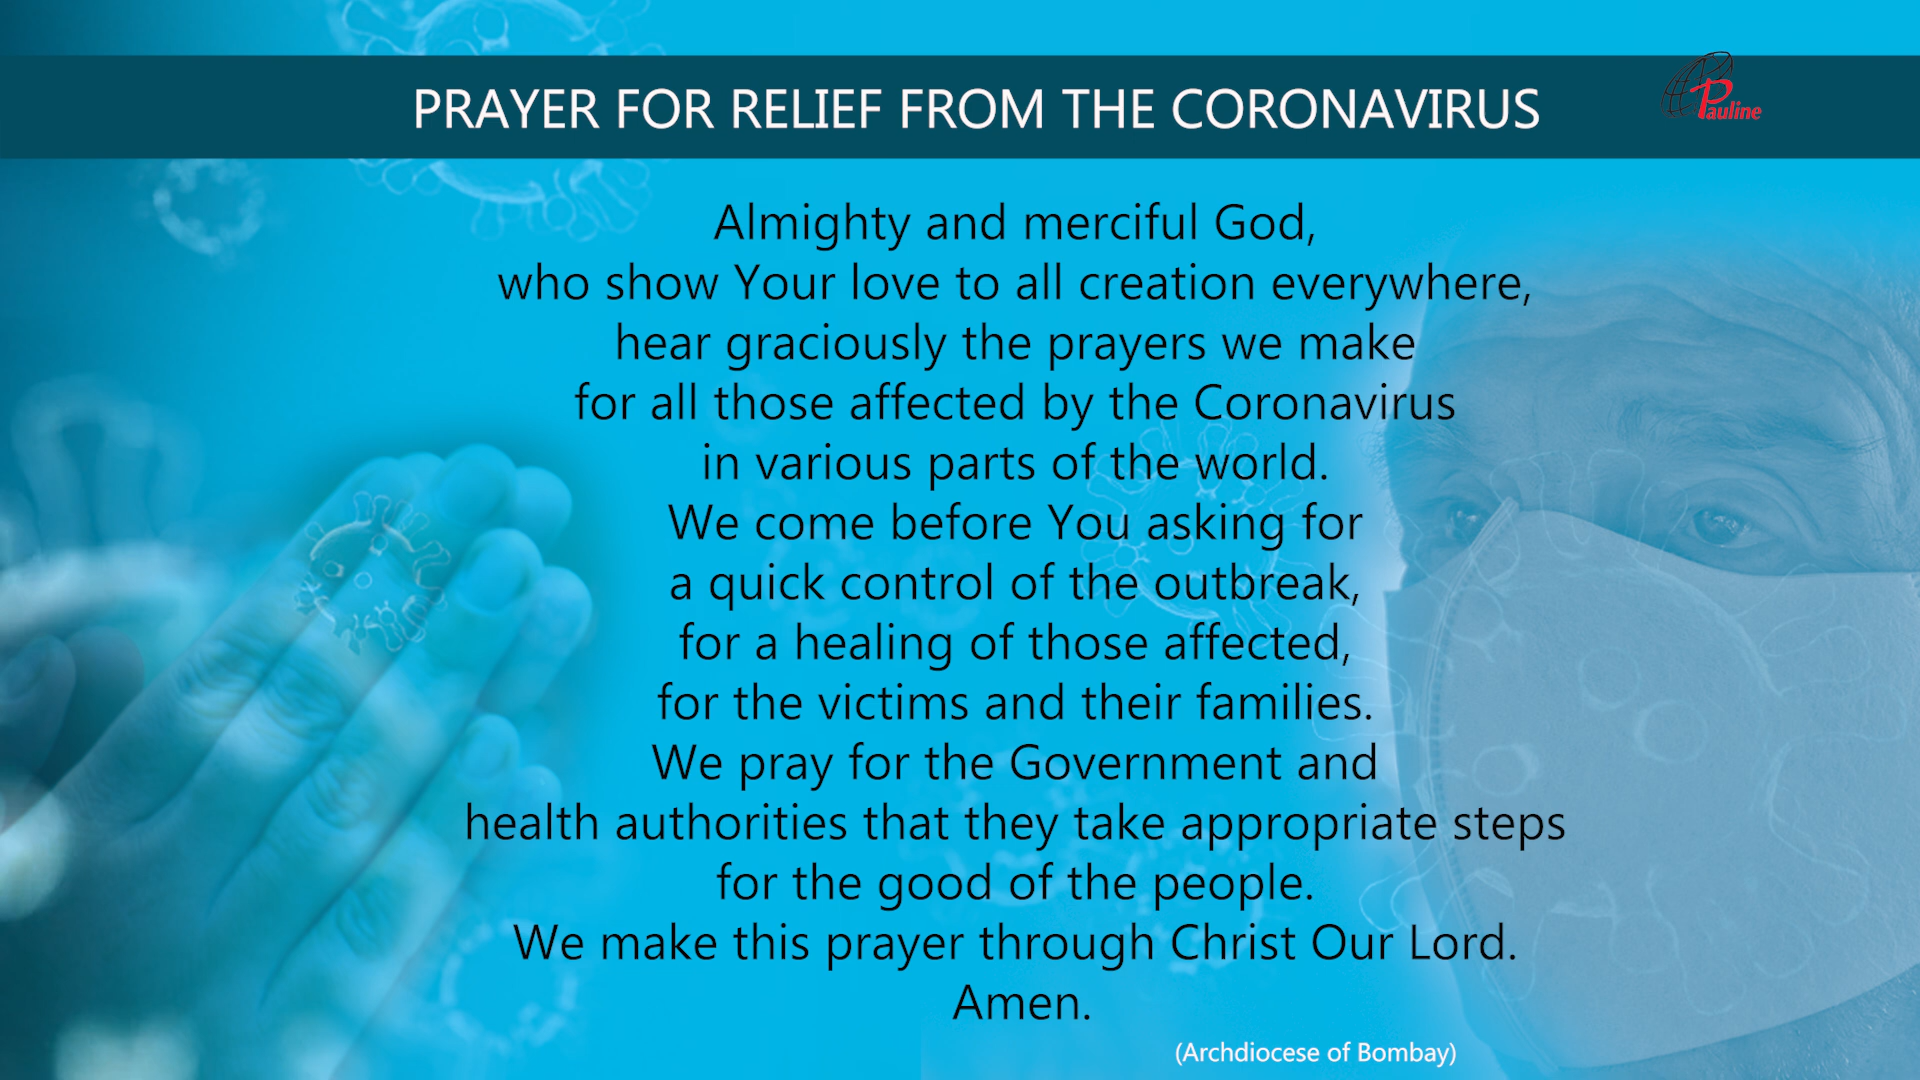 PRAYER FOR RELIEF FROM THE CORONAVIRUS
Pauline
Almighty and merciful God,
who show Your love to all creation everywhere,
hear graciously the prayers we make
for all those affected by the Coronavirus
in various parts of the world.
We come before You asking for
a quick control of the outbreak,
for a healing of those affected,
for the victims and their families.
We pray for the Government and
health authorities that they take appropriate steps
for the good of the people.
We make this prayer through Christ Our Lord.
Amen.
(Archdiocese of Bombay)